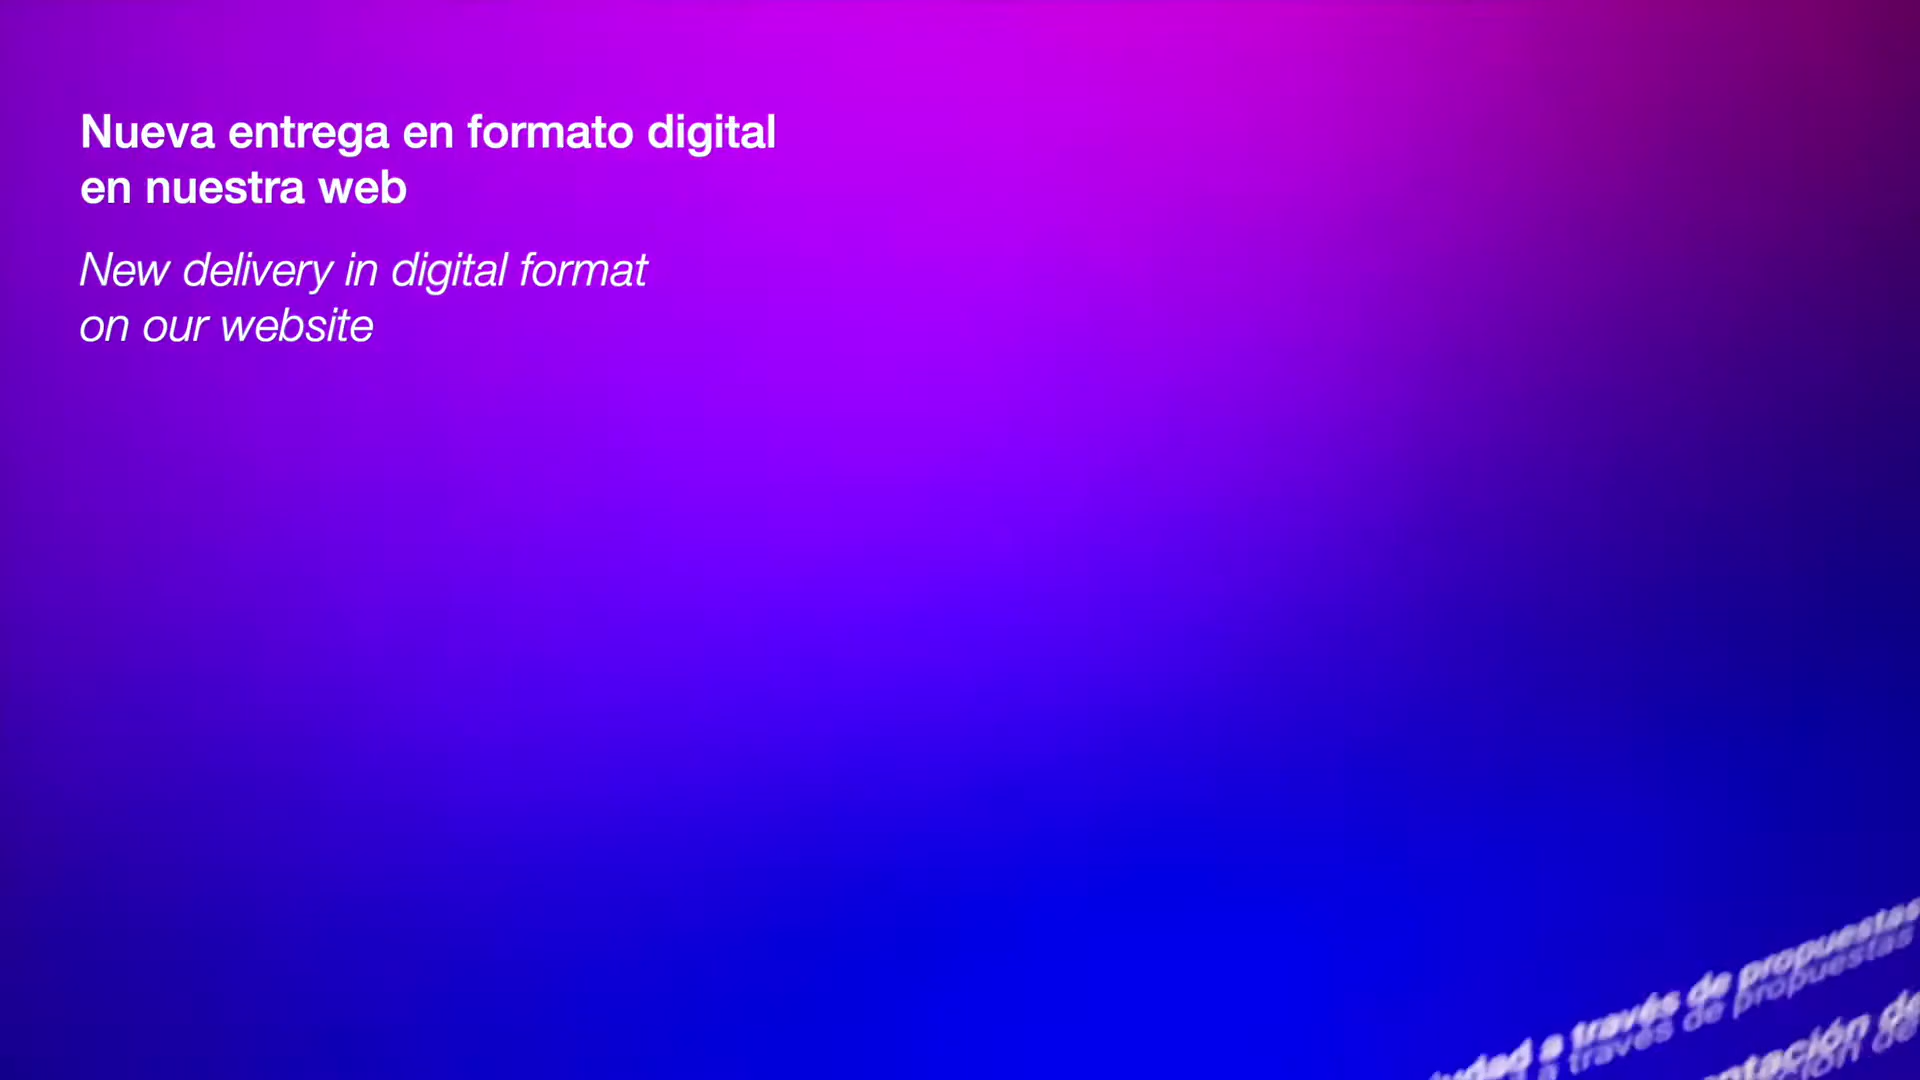 Nueva entrega en formato digital
en nuestra web
New delivery in digital format
on our website
a través de propuestas